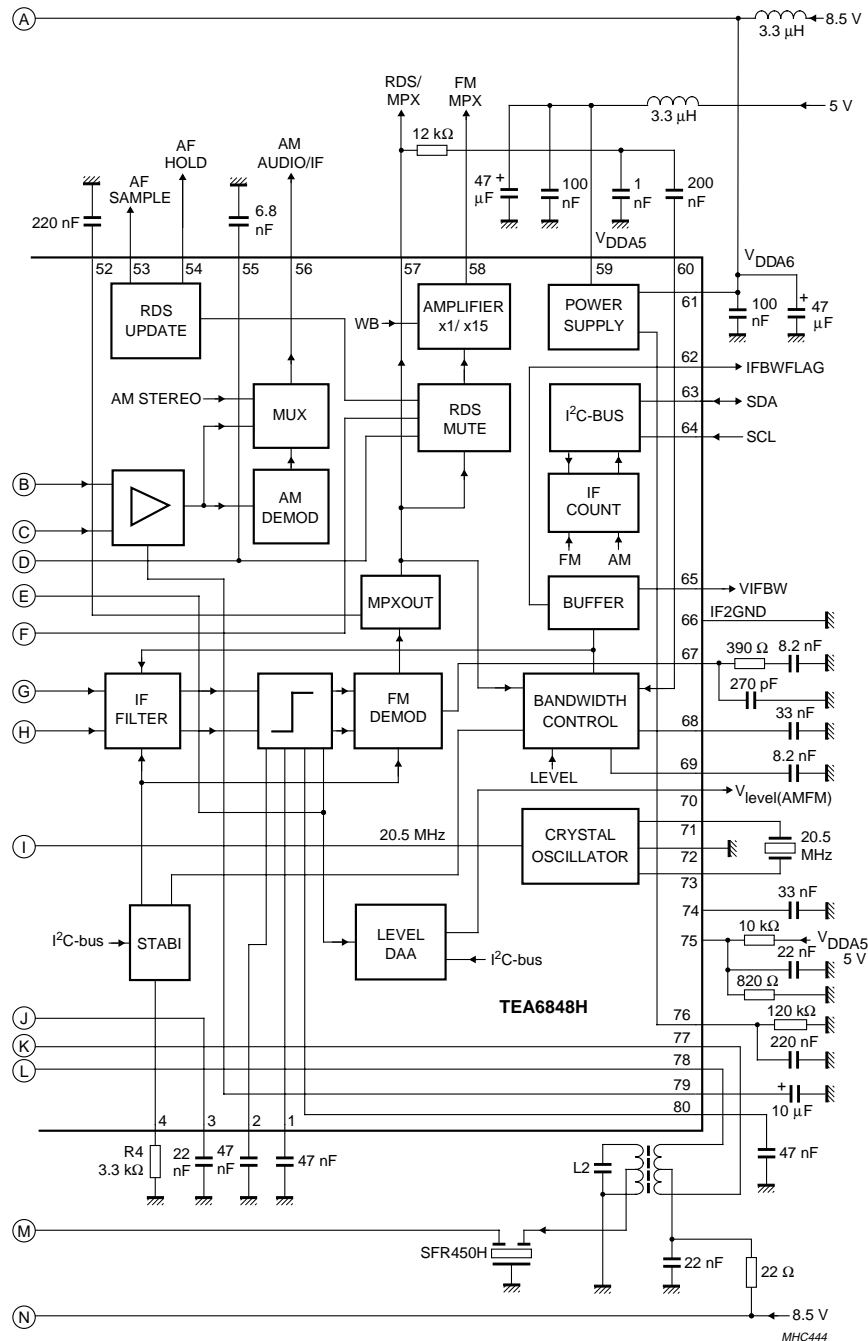 A
8.5 V
3.3 µH
RDS/
MPX
FM
MPX
5 V
3.3 µH
12 kΩ
AF
HOLD
AM
AUDIO/IF
AF
SAMPLE
220 nF
6.8
nF
47
µF
+
100
nF
1
nF
200
nF
VDDA5
VDDA6
52
53
54
55
56
57
58
59
60
61
100
nF
+
47
µF
RDS
UPDATE
WB
AMPLIFIER
x1/ x15
POWER
SUPPLY
62
IFBWFLAG
AM STEREO
MUX
RDS
MUTE
I²C-BUS
63
SDA
64
SCL
B
C
AM
DEMOD
IF
COUNT
D
FM
AM
E
MPXOUT
BUFFER
65
VIFBW
66
IF2GND
F
67
390 Ω
8.2 nF
270 pF
G
H
IF
FILTER
FM
DEMOD
BANDWIDTH
CONTROL
68
33 nF
LEVEL
69
8.2 nF
70
Vlevel(AMFM)
I
20.5 MHz
CRYSTAL
OSCILLATOR
71
72
73
20.5
MHz
74
33 nF
I²C-bus
STABI
LEVEL
DAA
I²C-bus
75
10 kΩ
VDDA5
5 V
22 nF
820 Ω
TEA6848H
J
K
L
76
120 kΩ
77
220 nF
78
79
+
10 µF
80
4
3
2
1
R4
3.3 kΩ
22
nF
47
nF
47 nF
L2
47 nF
M
SFR450H
22 nF
22 Ω
N
8.5 V
MHC444